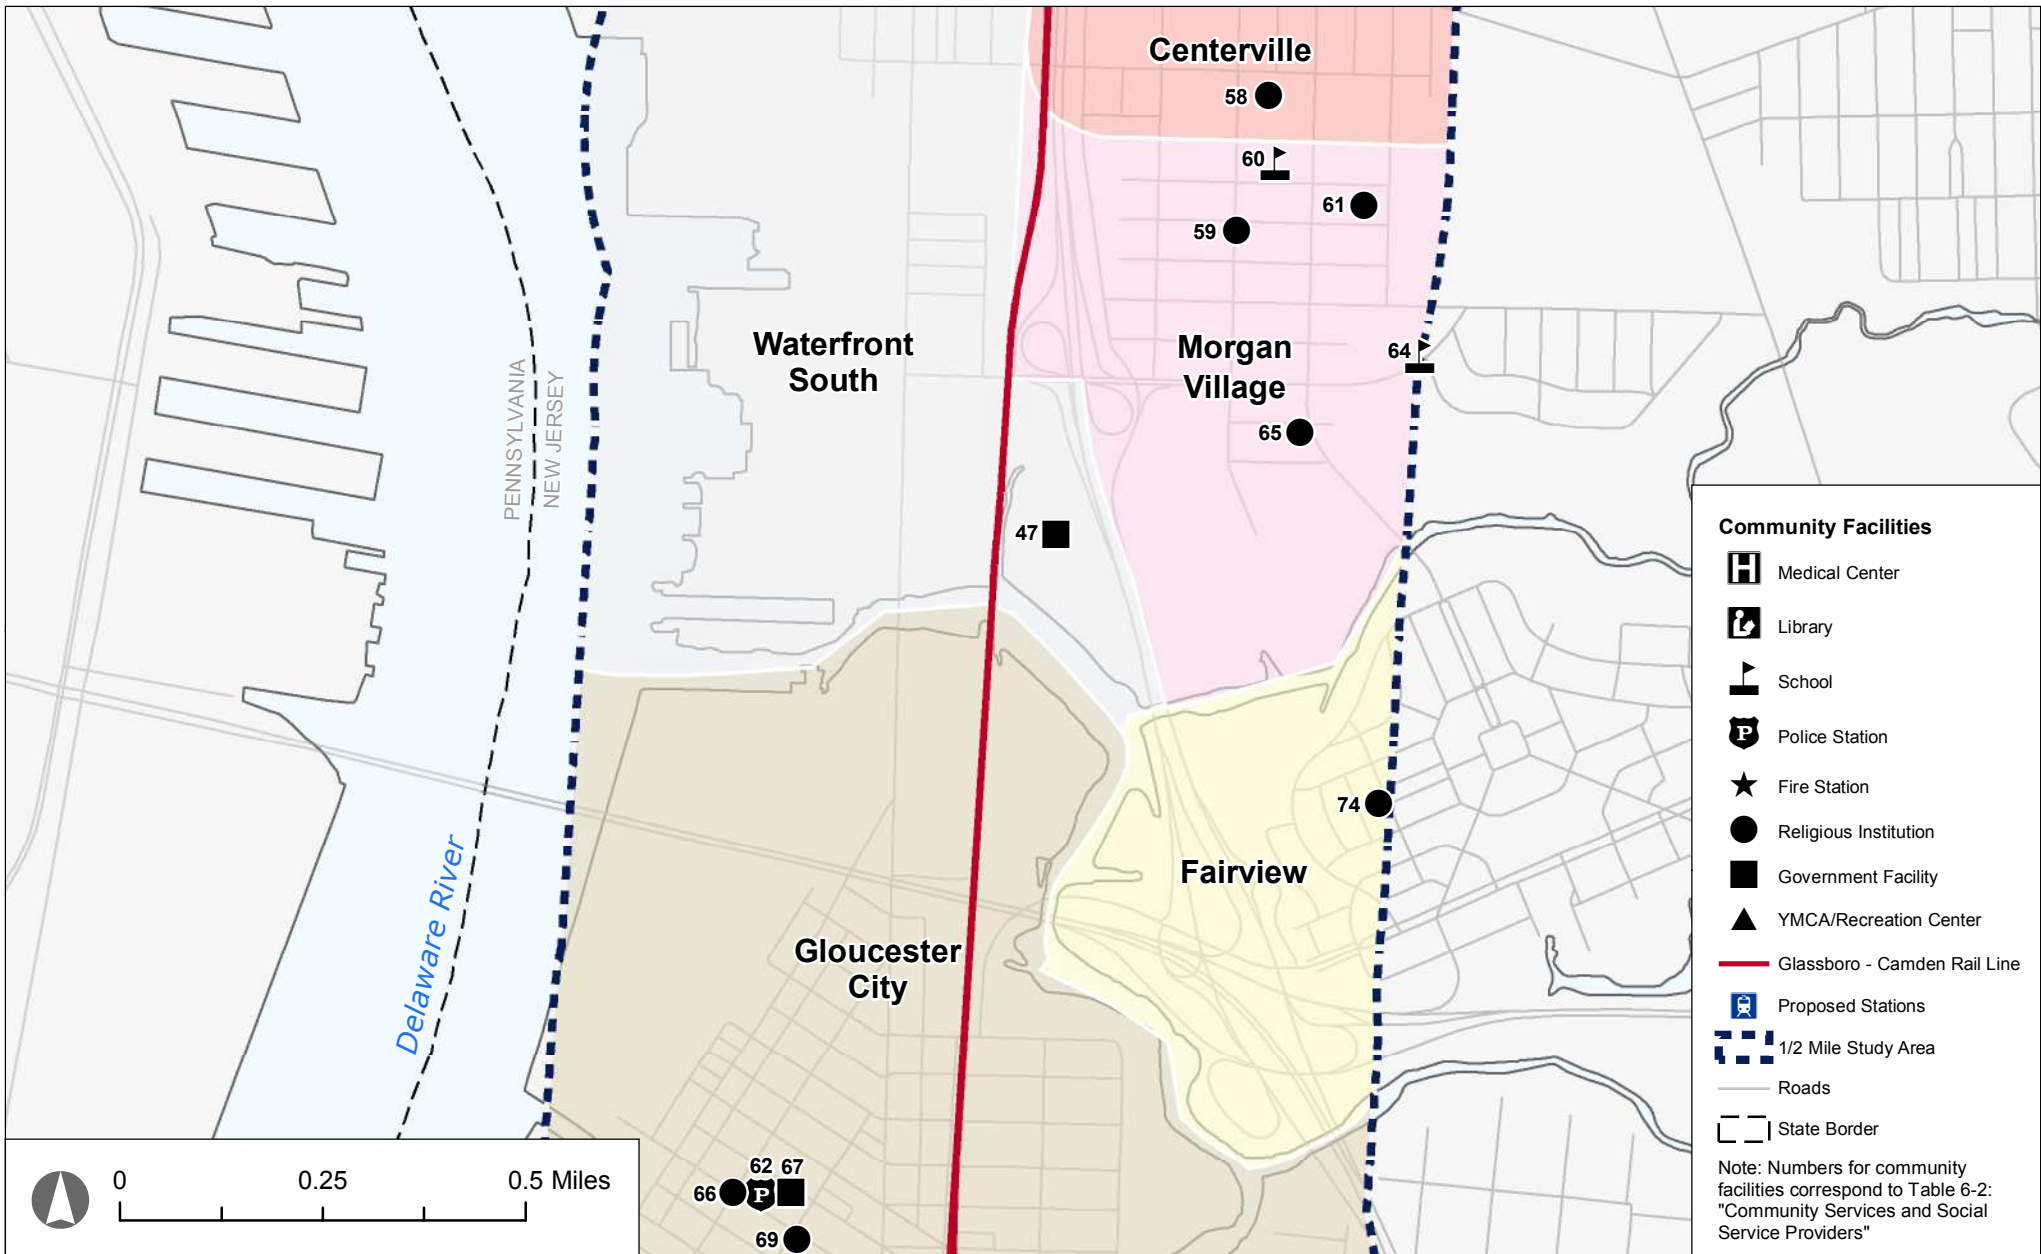 Centerville
58
60
61
59
Waterfront
South
Morgan
Village
64
65
PENNSYLVANIA
NEW JERSEY
47
74
Fairview
Delaware River
Gloucester
City
62 67
66
P
69
0 0.25 0.5 Miles
Community Facilities
H Medical Center
Library
School
P Police Station
Fire Station
Religious Institution
Government Facility
YMCA/Recreation Center
Glassboro - Camden Rail Line
Proposed Stations
1/2 Mile Study Area
Roads
State Border
Note: Numbers for community
facilities correspond to Table 6-2:
"Community Services and Social
Service Providers"